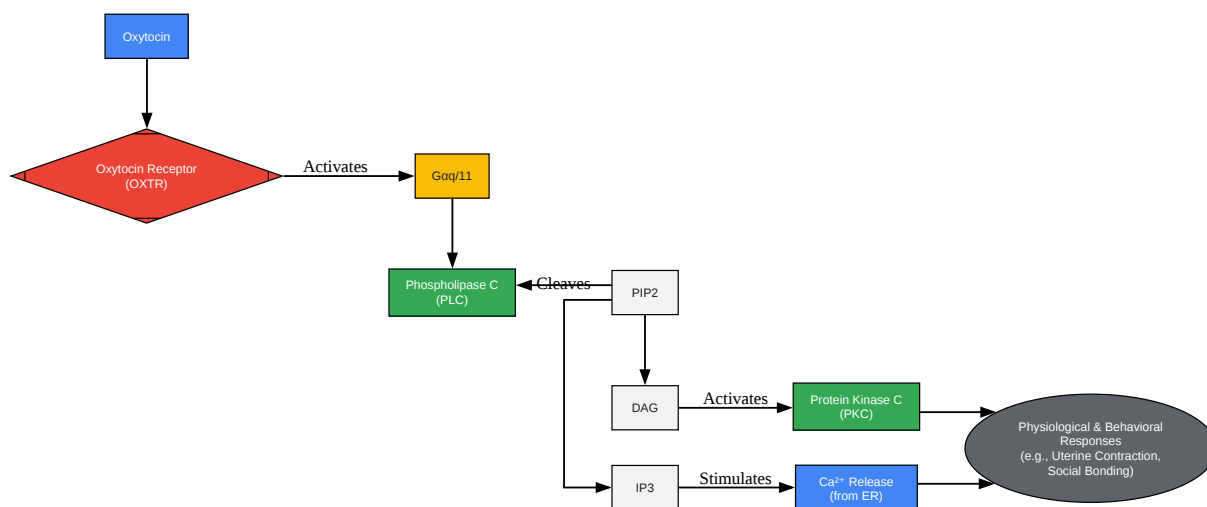 Oxytocin
Oxytocin Receptor
(OXTR)
Activates
Gαq/11
Phospholipase C
(PLC)
Cleaves
PIP2
DAG
Activates
Protein Kinase C
(PKC)
Physiological & Behavioral
Responses
(e.g., Uterine Contraction,
Social Bonding)
IP3
Stimulates
Ca²⁺ Release
(from ER)